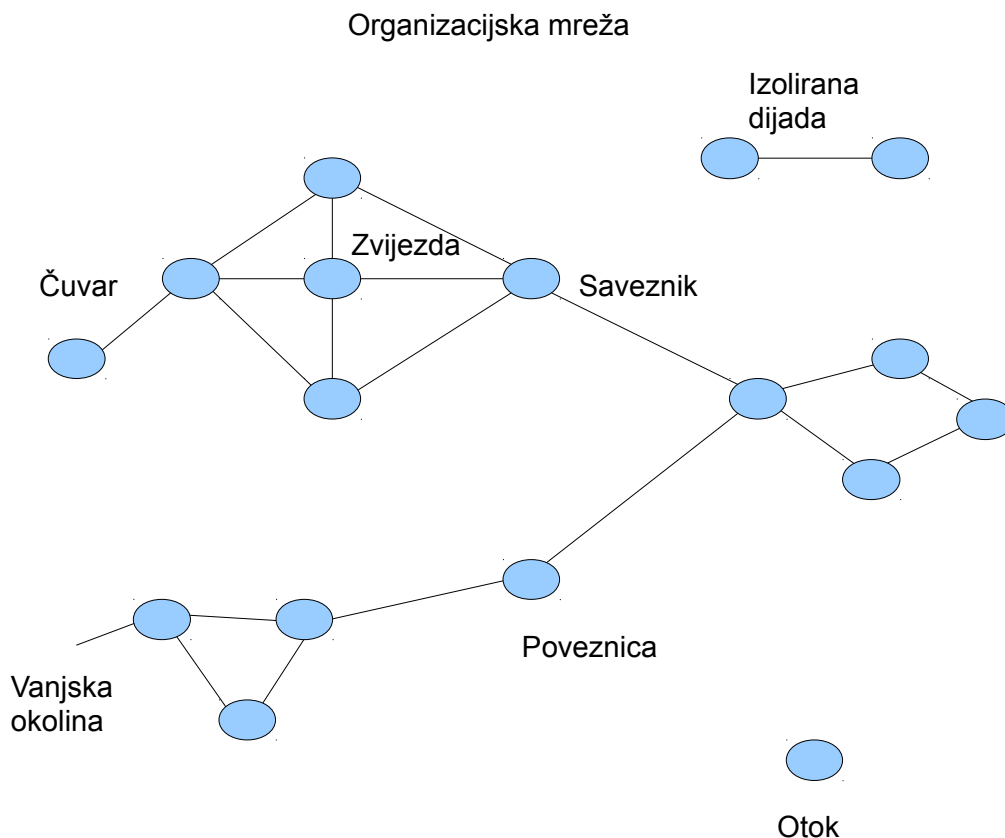 Organizacijska mreža
Izolirana
dijada
Zvijezda
Čuvar
Saveznik
Poveznica
Vanjska
okolina
Otok